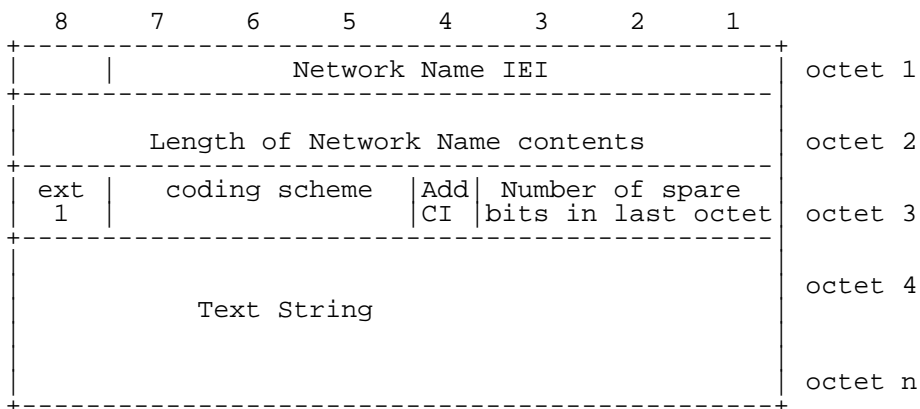 8 7 6 5 4 3 2 1
Network Name IEI octet 1
Length of Network Name contents octet 2
ext coding scheme Add Number of spare
1 CI bits in last octet octet 3
octet 4
Text String
octet n